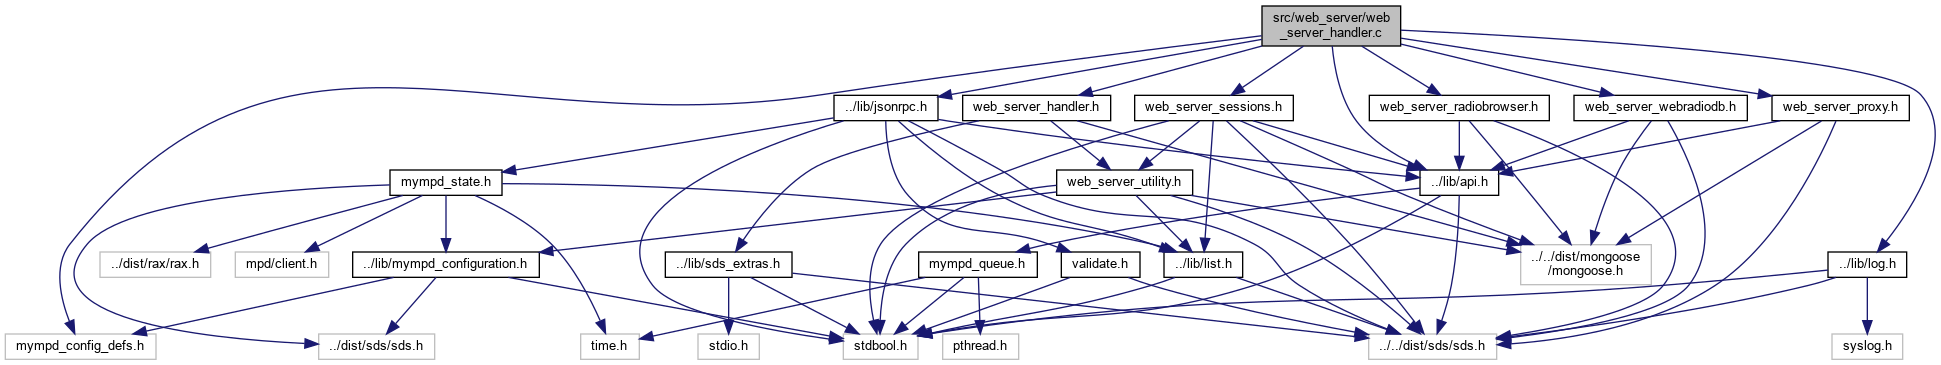 src/web_server/web
_server_handler.c
../lib/jsonrpc.h
web_server_handler.h
web_server_sessions.h
web_server_radiobrowser.h
web_server_webradiodb.h
web_server_proxy.h
mympd_state.h
web_server_utility.h
../lib/api.h
../dist/rax/rax.h
mpd/client.h
../lib/mympd_configuration.h
../lib/sds_extras.h
mympd_queue.h
validate.h
../lib/list.h
../../dist/mongoose
/mongoose.h
../lib/log.h
mympd_config_defs.h
../dist/sds/sds.h
time.h
stdio.h
stdbool.h
pthread.h
../../dist/sds/sds.h
syslog.h